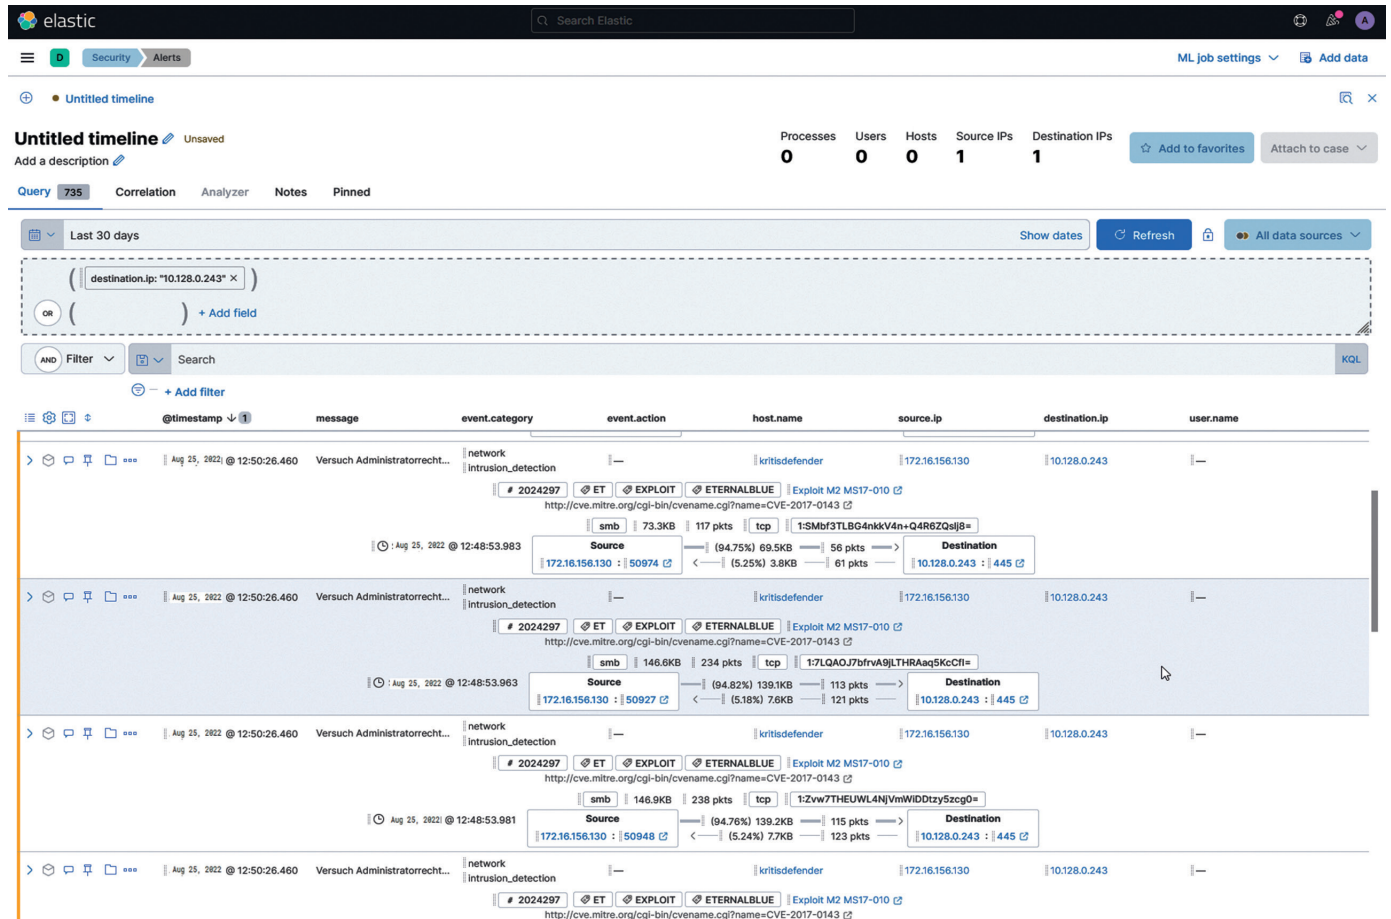 elastic
Search Elastic
A
D Security Alerts ML job settings Add data
Untitled timeline
Untitled timeline Unsaved
Add a description
Processes Users Hosts Source IPs Destination IPs
0 0 0 1 1
Add to favorites Attach to case
Query 735 Correlation Analyzer Notes Pinned
Last 30 days Show dates Refresh All data sources
( destination.ip: "10.128.0.243" × )
OR ( ) + Add field
AND Filter Search KQL
+ Add filter
@timestamp 1 message event.category event.action host.name source.ip destination.ip user.name
Aug 25, 2022 @ 12:50:26.460 Versuch Administratorrecht... network — kritisdefender 172.16.156.130 10.128.0.243 —
intrusion_detection
# 2024297 ET EXPLOIT ETERNALBLUE Exploit M2 MS17-010
http://cve.mitre.org/cgi-bin/cvename.cgi?name=CVE-2017-0143
smb 73.3KB 117 pkts tcp 1:SMbf3TLBG4nkkV4n+Q4R6ZQslj8=
Aug 25, 2022 @ 12:48:53.983 Source (94.75%) 69.5KB 56 pkts Destination
172.16.156.130 : 50974 (5.25%) 3.8KB 61 pkts 10.128.0.243 : 445
Aug 25, 2022 @ 12:50:26.460 Versuch Administratorrecht... network — kritisdefender 172.16.156.130 10.128.0.243 —
intrusion_detection
# 2024297 ET EXPLOIT ETERNALBLUE Exploit M2 MS17-010
http://cve.mitre.org/cgi-bin/cvename.cgi?name=CVE-2017-0143
smb 146.6KB 234 pkts tcp 1:7LQAOJ7bfrvA9jLTHRAaq5KcCfI=
Aug 25, 2022 @ 12:48:53.963 Source (94.82%) 139.1KB 113 pkts Destination
172.16.156.130 : 50927 (5.18%) 7.6KB 121 pkts 10.128.0.243 : 445
Aug 25, 2022 @ 12:50:26.460 Versuch Administratorrecht... network — kritisdefender 172.16.156.130 10.128.0.243 —
intrusion_detection
# 2024297 ET EXPLOIT ETERNALBLUE Exploit M2 MS17-010
http://cve.mitre.org/cgi-bin/cvename.cgi?name=CVE-2017-0143
smb 146.9KB 238 pkts tcp 1:Zvw7THEUWL4NjVmWiDDtzy5zcg0=
Aug 25, 2022 @ 12:48:53.981 Source (94.76%) 139.2KB 115 pkts Destination
172.16.156.130 : 50948 (5.24%) 7.7KB 123 pkts 10.128.0.243 : 445
Aug 25, 2022 @ 12:50:26.460 Versuch Administratorrecht... network — kritisdefender 172.16.156.130 10.128.0.243 —
intrusion_detection
# 2024297 ET EXPLOIT ETERNALBLUE Exploit M2 MS17-010
http://cve.mitre.org/cgi-bin/cvename.cgi?name=CVE-2017-0143